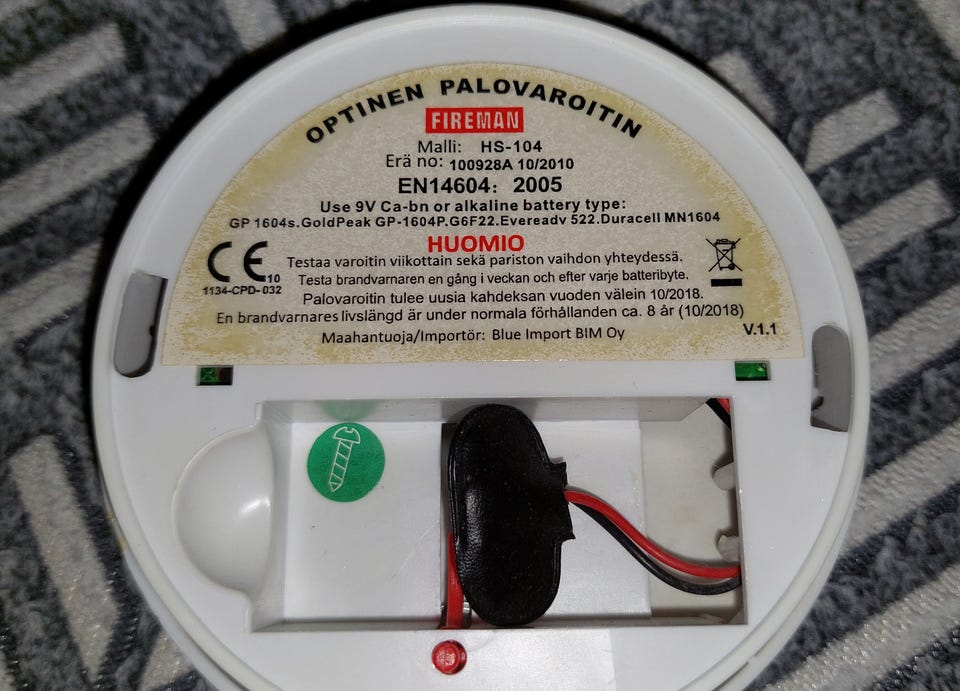 OPTINEN PALOVAROITIN
FIREMAN
Malli: HS-104
Erä no: 100928A 10/2010
EN14604: 2005
Use 9V Ca-bn or alkaline battery type:
GP 1604s.GoldPeak GP-1604P.G6F22.Evereadv 522.Duracell MN1604
HUOMIO
CE 10
1134-CPD-032
Testaa varoitin viikottain sekä pariston vaihdon yhteydessä.
Testa brandvarnaren en gång i veckan och efter varje batteribyte.
Palovaroitin tulee uusia kahdeksan vuoden välein 10/2018.
En brandvarnares livslängd är under normala förhållanden ca. 8 år (10/2018)
Maahantuoja/Importör: Blue Import BIM Oy
V.1.1